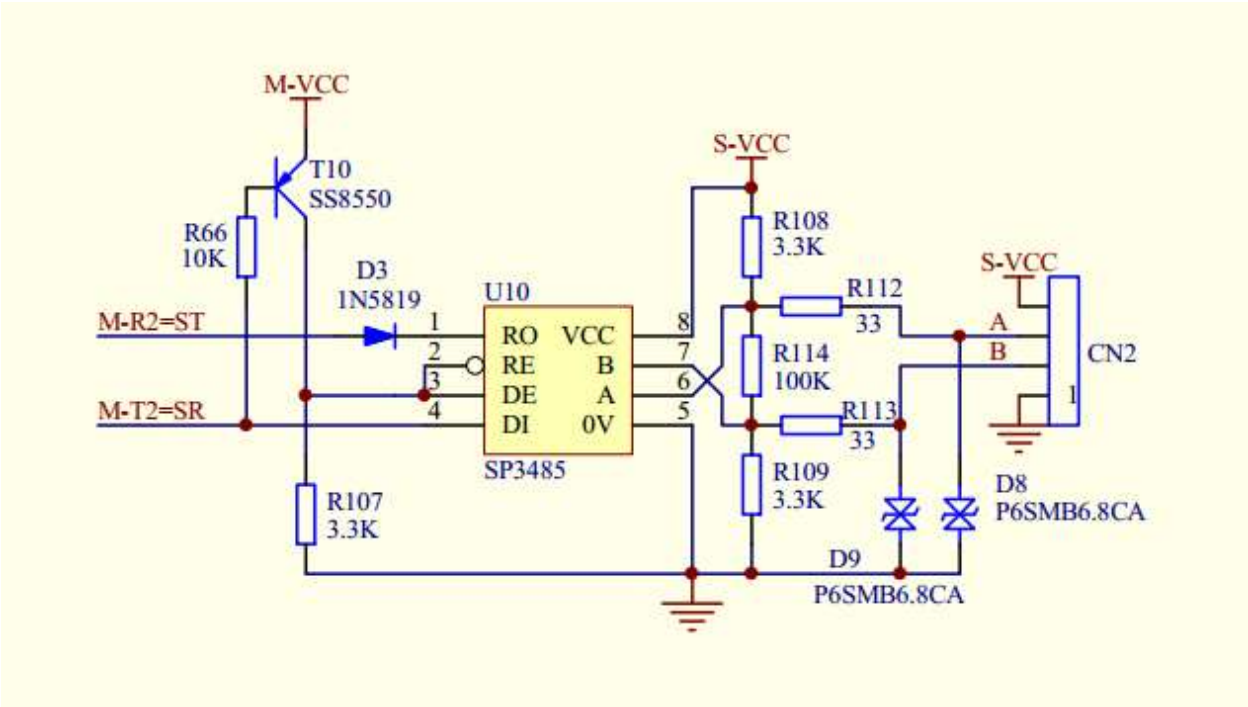 M-VCC
T10
SS8550
R66
10K
D3
1N5819
U10
M-R2=ST
M-T2=SR
1
2
3
4
RO VCC
RE B
DE A
DI 0V
8
7
6
5
SP3485
R107
3.3K
S-VCC
R108
3.3K
R112
33
R114
100K
R113
33
R109
3.3K
S-VCC
A
B
CN2
1
D8
P6SMB6.8CA
D9
P6SMB6.8CA